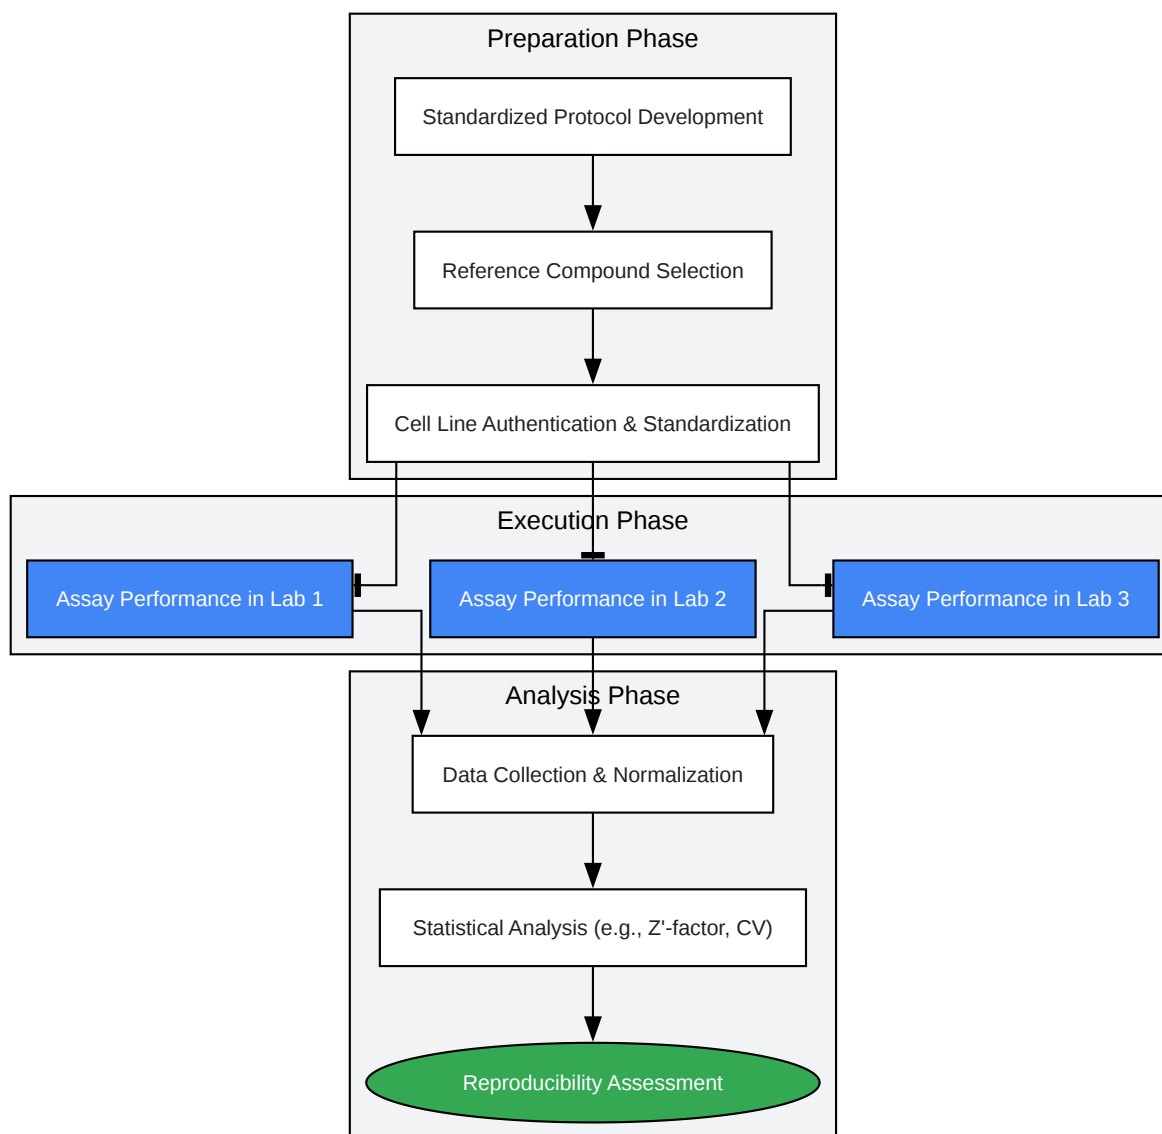 Preparation Phase
Standardized Protocol Development
Reference Compound Selection
Cell Line Authentication & Standardization
Execution Phase
Assay Performance in Lab 1
Assay Performance in Lab 2
Assay Performance in Lab 3
Analysis Phase
Data Collection & Normalization
Statistical Analysis (e.g., Z'-factor, CV)
Reproducibility Assessment